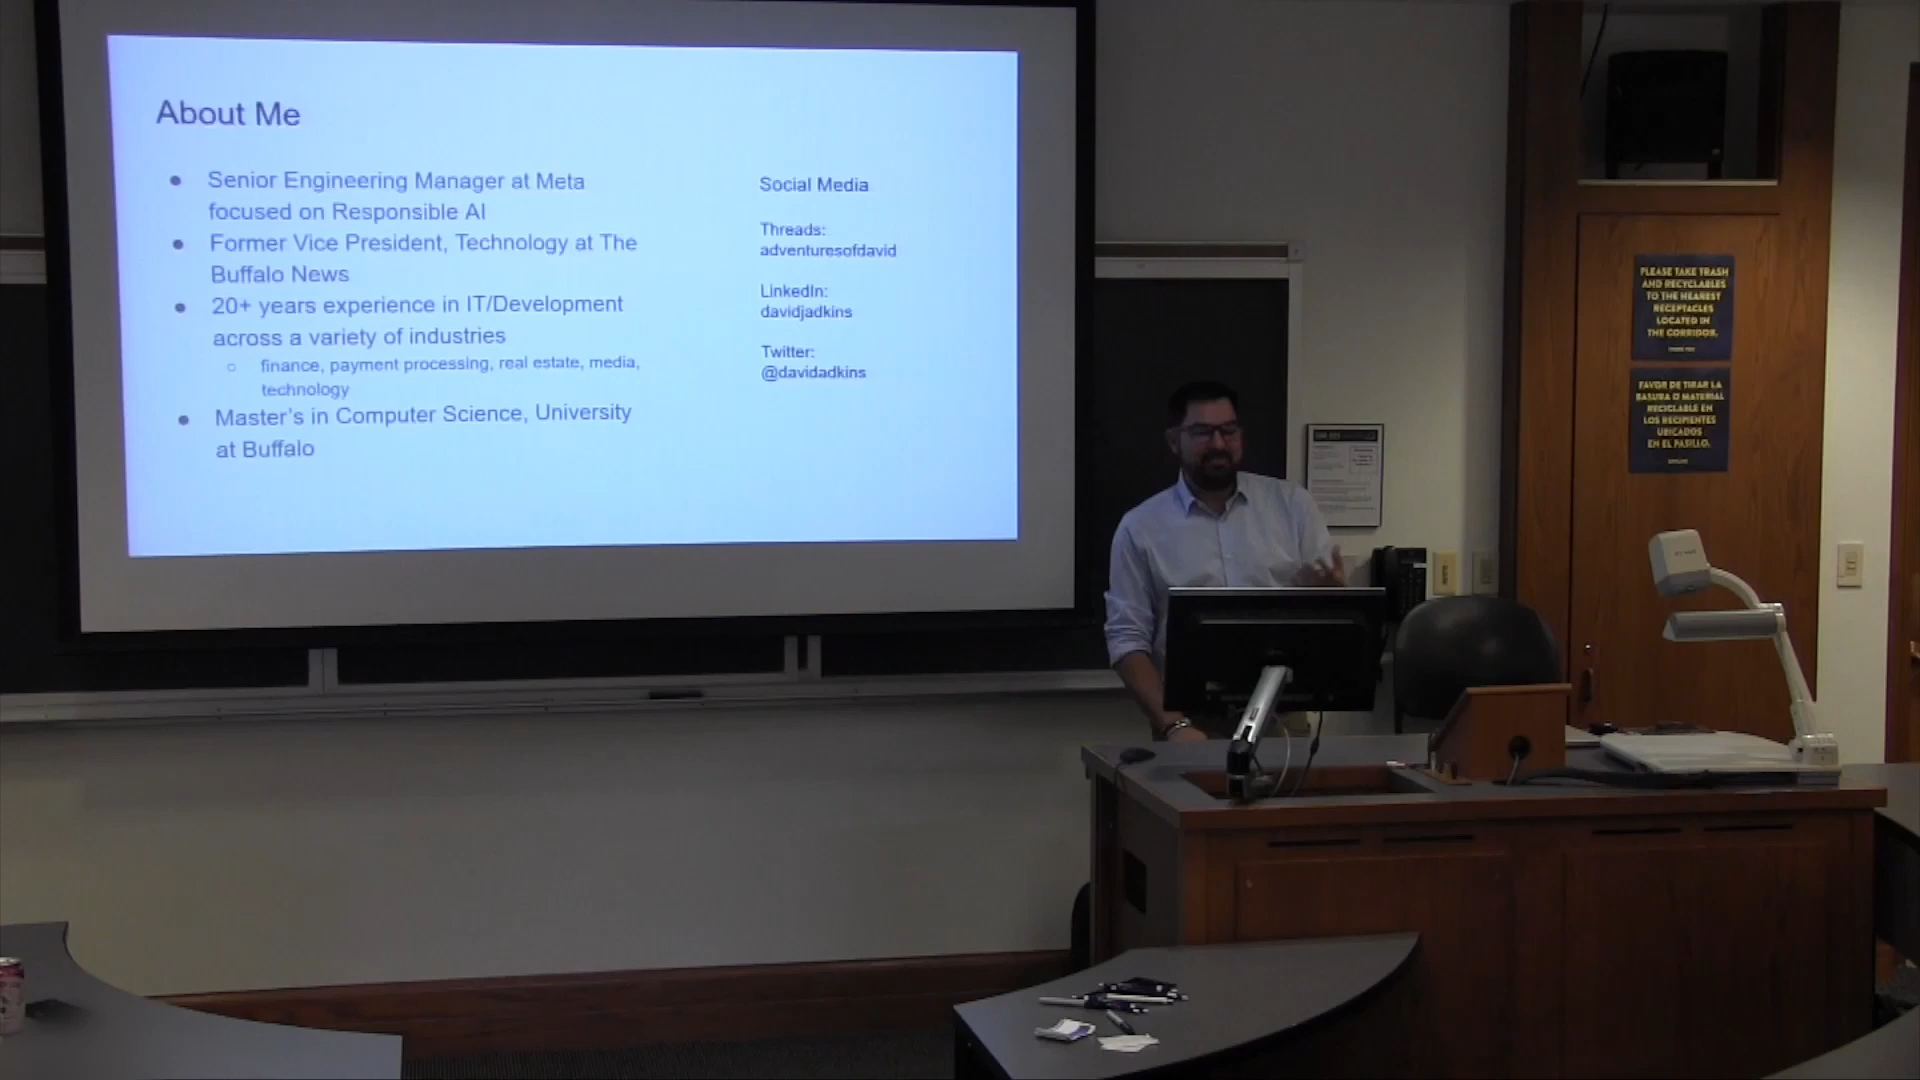 About Me
Senior Engineering Manager at Meta
focused on Responsible AI
Former Vice President, Technology at The
Buffalo News
20+ years experience in IT/Development
across a variety of industries
finance, payment processing, real estate, media,
technology
Master's in Computer Science, University
at Buffalo
Social Media
Threads:
adventuresofdavid
LinkedIn:
davidjadkins
Twitter:
@davidadkins
PLEASE TAKE TRASH
AND RECYCLABLES
TO THE NEAREST
RECEPTACLES
LOCATED IN
THE CORRIDOR.
FAVOR DE TIRAR LA
BASURA O MATERIAL
RECICLABLE EN
LOS RECIPIENTES
UBICADOS
EN EL PASILLO.